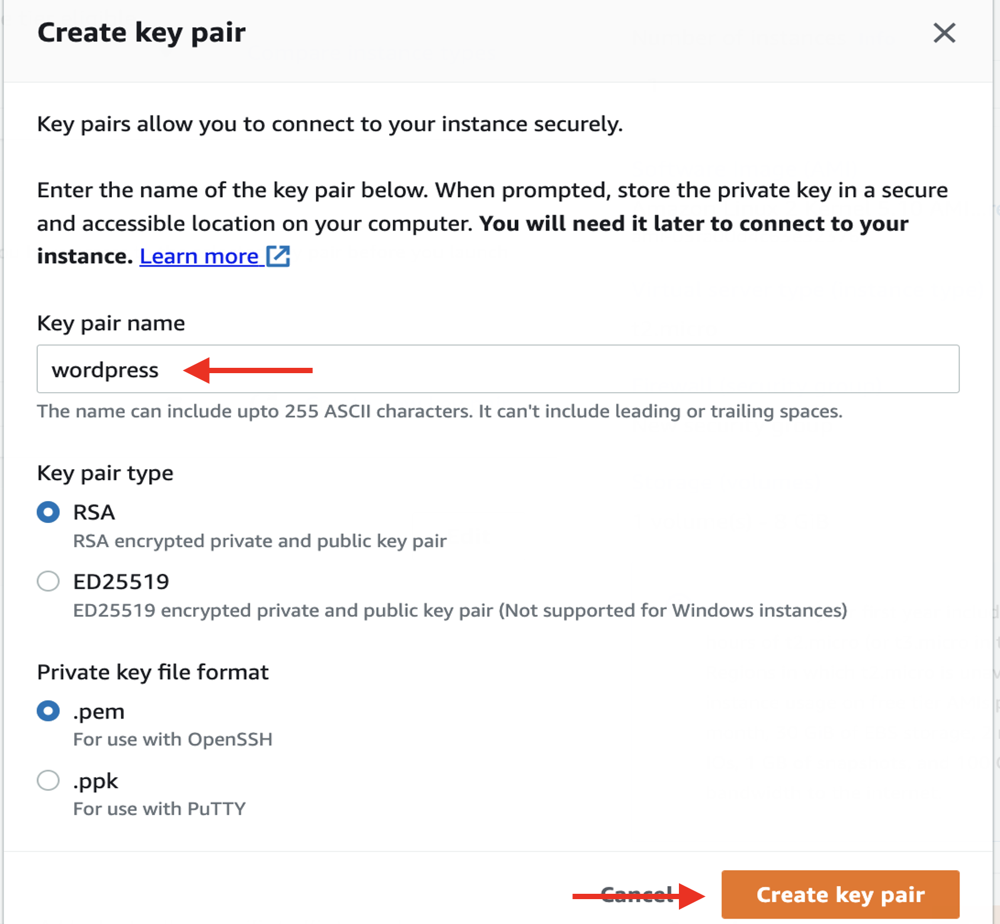 Create key pair
Key pairs allow you to connect to your instance securely.
Enter the name of the key pair below. When prompted, store the private key in a secure
and accessible location on your computer. You will need it later to connect to your
instance. Learn more
Key pair name
wordpress
The name can include upto 255 ASCII characters. It can't include leading or trailing spaces.
Key pair type
RSA
RSA encrypted private and public key pair
ED25519
ED25519 encrypted private and public key pair (Not supported for Windows instances)
Private key file format
.pem
For use with OpenSSH
.ppk
For use with PuTTY
Cancel
Create key pair